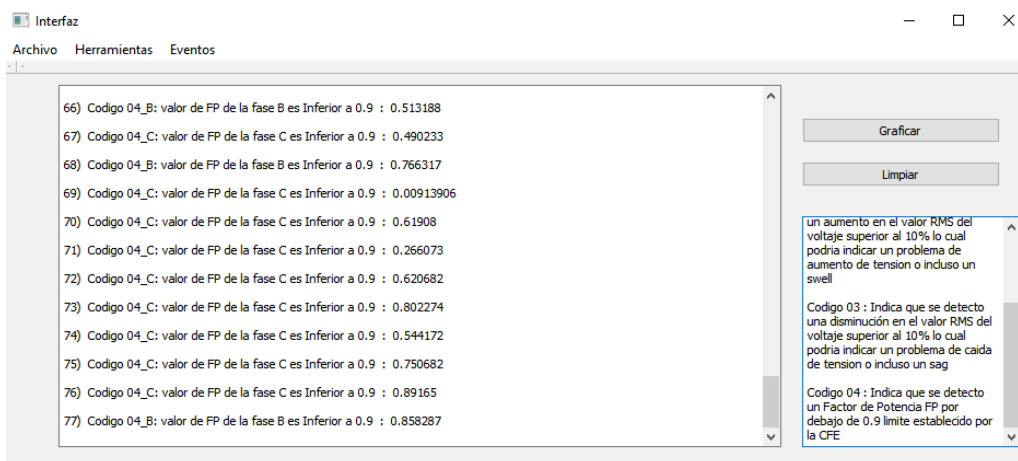 Interfaz
Archivo Herramientas Eventos
66) Codigo 04_B: valor de FP de la fase B es Inferior a 0.9 : 0.513188
67) Codigo 04_C: valor de FP de la fase C es Inferior a 0.9 : 0.490233
68) Codigo 04_B: valor de FP de la fase B es Inferior a 0.9 : 0.766317
69) Codigo 04_C: valor de FP de la fase C es Inferior a 0.9 : 0.00913906
70) Codigo 04_C: valor de FP de la fase C es Inferior a 0.9 : 0.61908
71) Codigo 04_C: valor de FP de la fase C es Inferior a 0.9 : 0.266073
72) Codigo 04_C: valor de FP de la fase C es Inferior a 0.9 : 0.620682
73) Codigo 04_C: valor de FP de la fase C es Inferior a 0.9 : 0.802274
74) Codigo 04_C: valor de FP de la fase C es Inferior a 0.9 : 0.544172
75) Codigo 04_C: valor de FP de la fase C es Inferior a 0.9 : 0.750682
76) Codigo 04_C: valor de FP de la fase C es Inferior a 0.9 : 0.89165
77) Codigo 04_B: valor de FP de la fase B es Inferior a 0.9 : 0.858287
Graficar
Limpiar
un aumento en el valor RMS del
voltaje superior al 10% lo cual
podria indicar un problema de
aumento de tension o incluso un
swell
Codigo 03 : Indica que se detecto
una disminución en el valor RMS del
voltaje superior al 10% lo cual
podria indicar un problema de caida
de tension o incluso un sag
Codigo 04 : Indica que se detecto
un Factor de Potencia FP por
debajo de 0.9 limite establecido por
la CFE